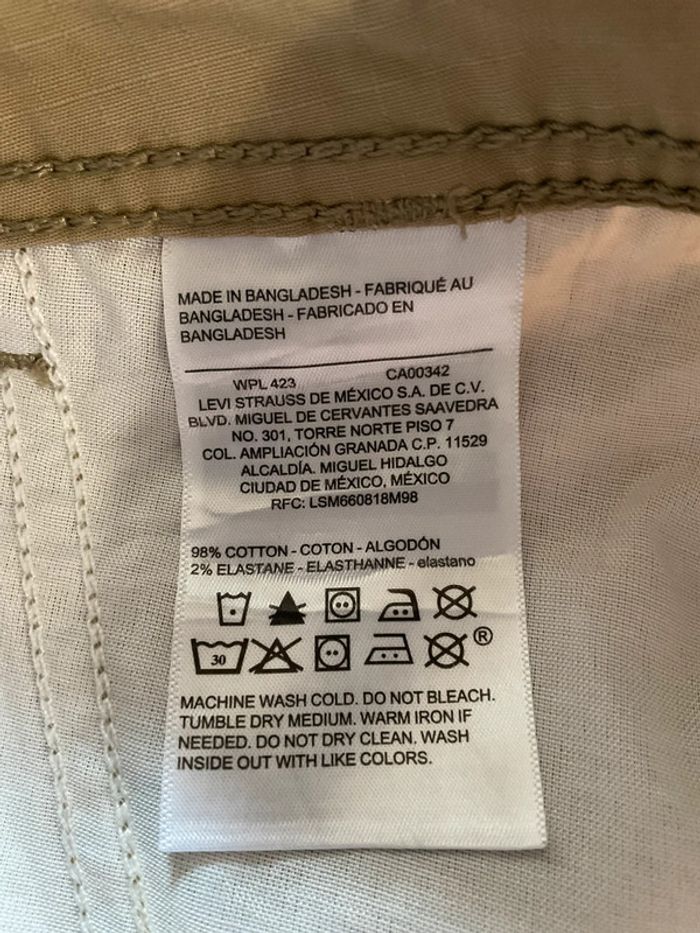 MADE IN BANGLADESH - FABRIQUÉ AU
BANGLADESH - FABRICADO EN
BANGLADESH
WPL 423 CA00342
LEVI STRAUSS DE MÉXICO S.A. DE C.V.
BLVD. MIGUEL DE CERVANTES SAAVEDRA
NO. 301, TORRE NORTE PISO 7
COL. AMPLIACIÓN GRANADA C.P. 11529
ALCALDÍA. MIGUEL HIDALGO
CIUDAD DE MÉXICO, MÉXICO
RFC: LSM660818M98
98% COTTON - COTON - ALGODÓN
2% ELASTANE - ELASTHANNE - elastano
30 ®
MACHINE WASH COLD. DO NOT BLEACH.
TUMBLE DRY MEDIUM. WARM IRON IF
NEEDED. DO NOT DRY CLEAN. WASH
INSIDE OUT WITH LIKE COLORS.